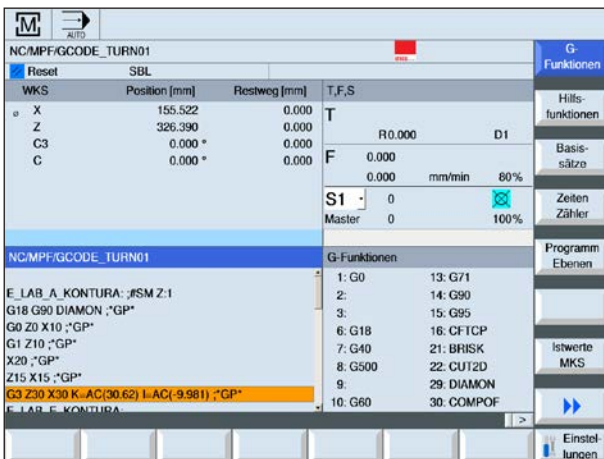 M
AUTO
NC/MPF/GCODE_TURN01
Reset SBL
WKS Position [mm] Restweg [mm]
X 155.522 0.000
Z 326.390 0.000
C3 0.000 ° 0.000
C 0.000 ° 0.000
T,F,S
T
R0.000 D1
F 0.000
0.000 mm/min 80%
S1 0
Master 0 100%
NC/MPF/GCODE_TURN01
E_LAB_A_KONTURA: ;#SM Z:1
G18 G90 DIAMON ;*GP*
G0 Z0 X10 ;*GP*
G1 Z10 ;*GP*
X20 ;*GP*
Z15 X15 ;*GP*
G3 Z30 X30 K=AC(30.62) I=AC(-9.981) ;*GP*
E_LAB_E_KONTURA:
G-Funktionen
1: G0 13: G71
2: 14: G90
3: 15: G95
6: G18 16: CFTCP
7: G40 21: BRISK
8: G500 22: CUT2D
9: 29: DIAMON
10: G60 30: COMPOF
>
G-
Funktionen
Hilfs-
funktionen
Basis-
sätze
Zeiten
Zähler
Programm
Ebenen
Istwerte
MKS
Einstel-
lungen